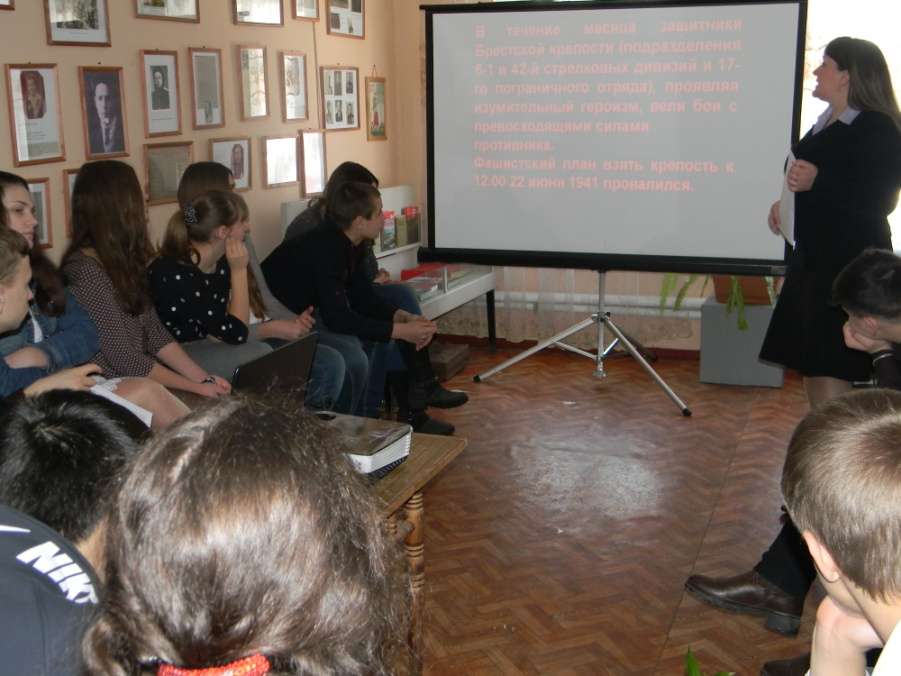 В течение месяца защитники
Брестской крепости (подразделения
6-1 и 42-й стрелковых дивизий и 17-
го пограничного отряда), проявляя
изумительный героизм, вели бои с
превосходящими силами
противника.
Фашистский план взять крепость к
12.00 22 июня 1941 провалился.
NIKE